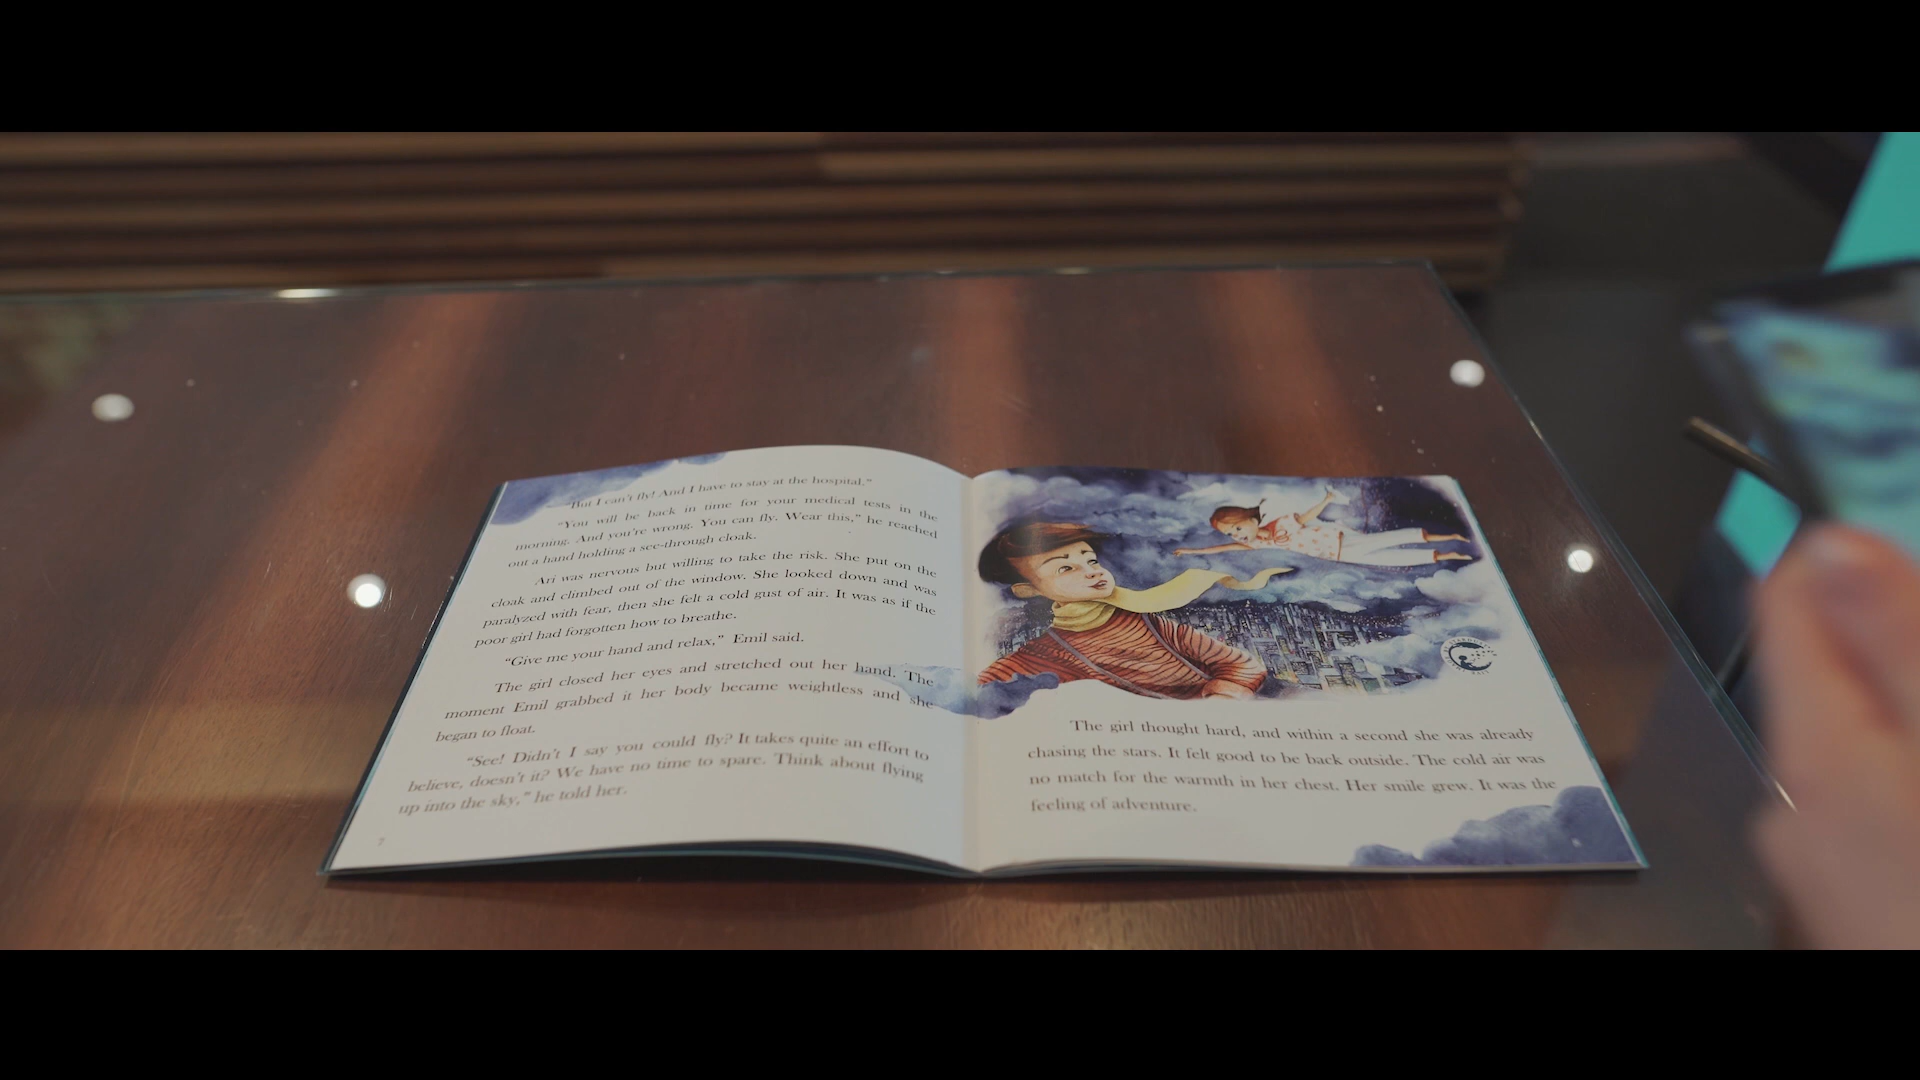 "But I can't fly! And I have to stay at the hospital."
"You will be back in time for your medical tests in the
morning. And you're wrong. You can fly. Wear this," he reached
out a hand holding a see-through cloak.
Ari was nervous but willing to take the risk. She put on the
cloak and climbed out of the window. She looked down and was
paralyzed with fear, then she felt a cold gust of air. It was as if the
poor girl had forgotten how to breathe.
"Give me your hand and relax," Emil said.
The girl closed her eyes and stretched out her hand. The
moment Emil grabbed it her body became weightless and she
began to float.
"See! Didn't I say you could fly? It takes quite an effort to
believe, doesn't it? We have no time to spare. Think about flying
up into the sky," he told her.
7
The girl thought hard, and within a second she was already
chasing the stars. It felt good to be back outside. The cold air was
no match for the warmth in her chest. Her smile grew. It was the
feeling of adventure.